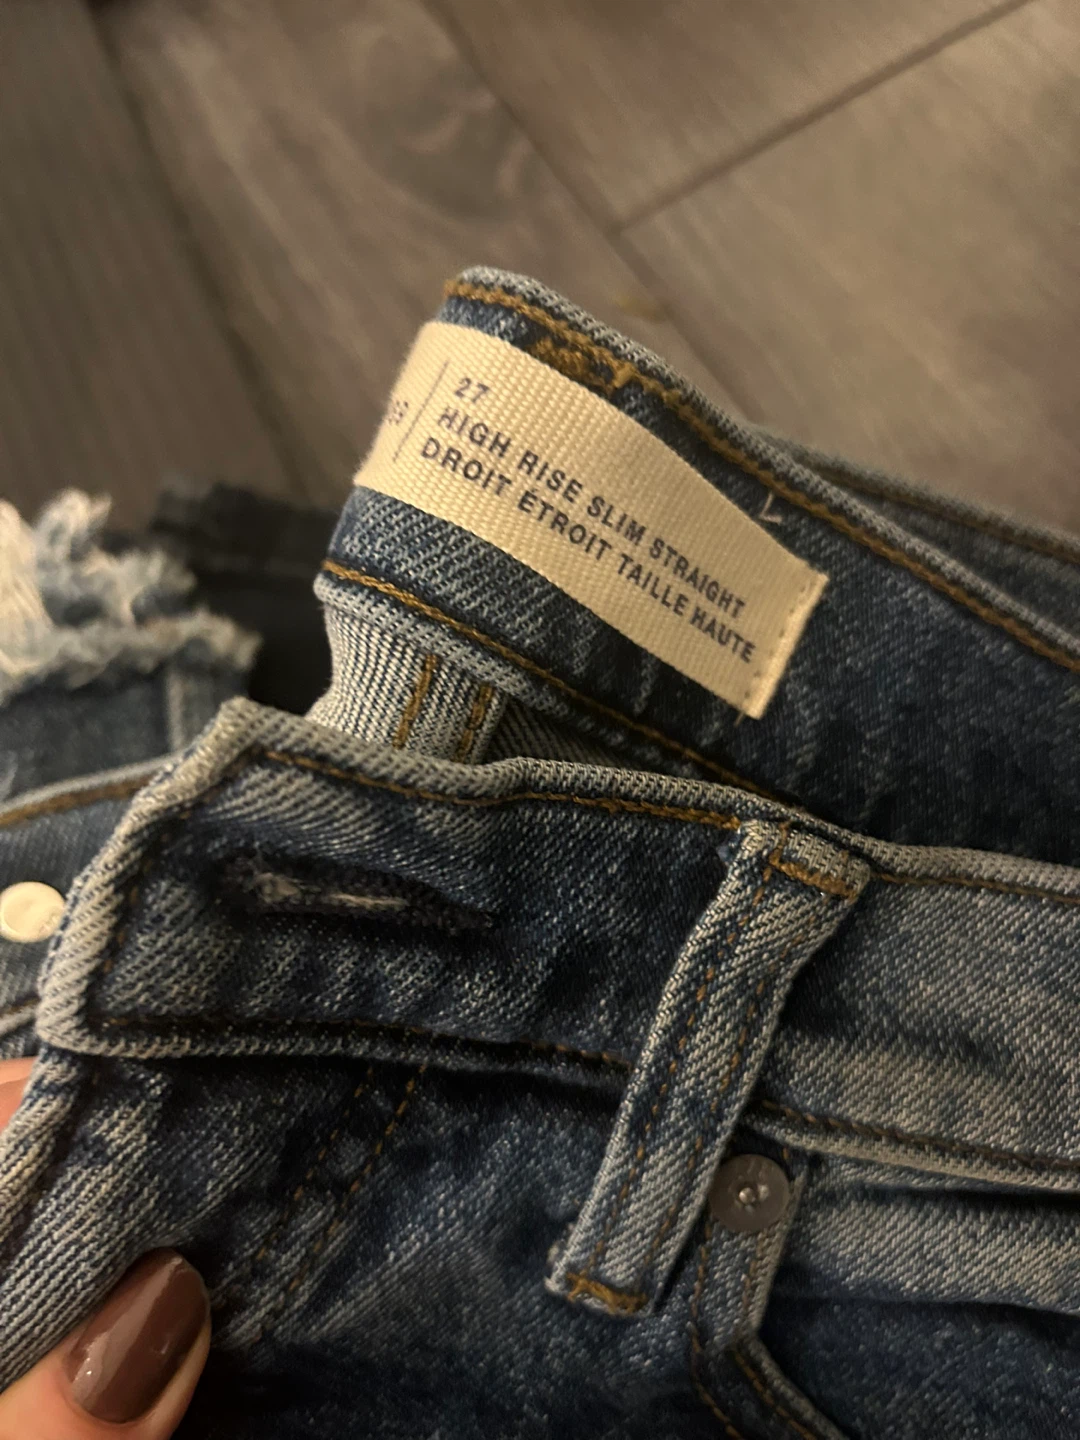 27
HIGH RISE SLIM STRAIGHT
DROIT ÉTROIT TAILLE HAUTE